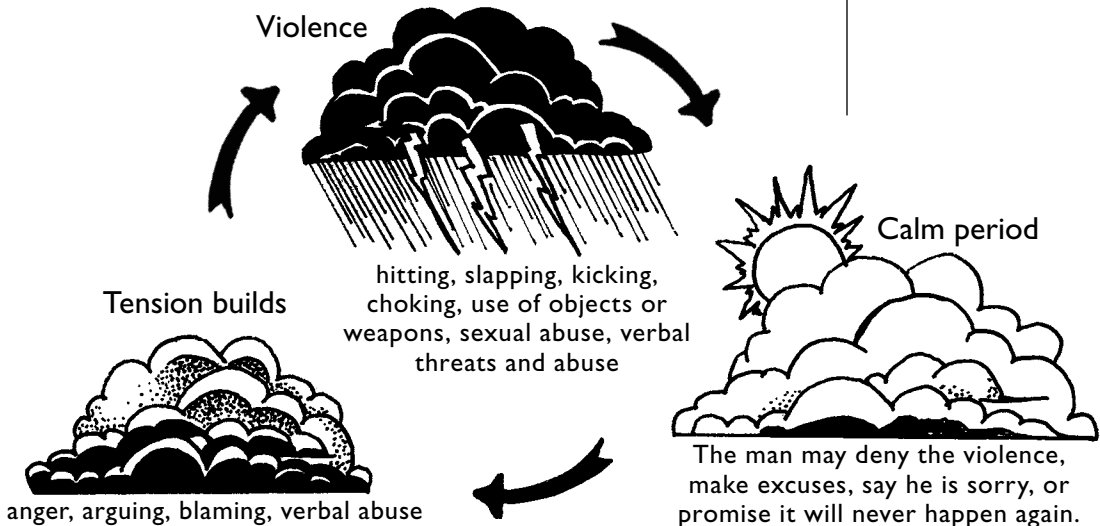 Violence
hitting, slapping, kicking,
choking, use of objects or
weapons, sexual abuse, verbal
threats and abuse
Calm period
The man may deny the violence,
make excuses, say he is sorry, or
promise it will never happen again.
Tension builds
anger, arguing, blaming, verbal abuse